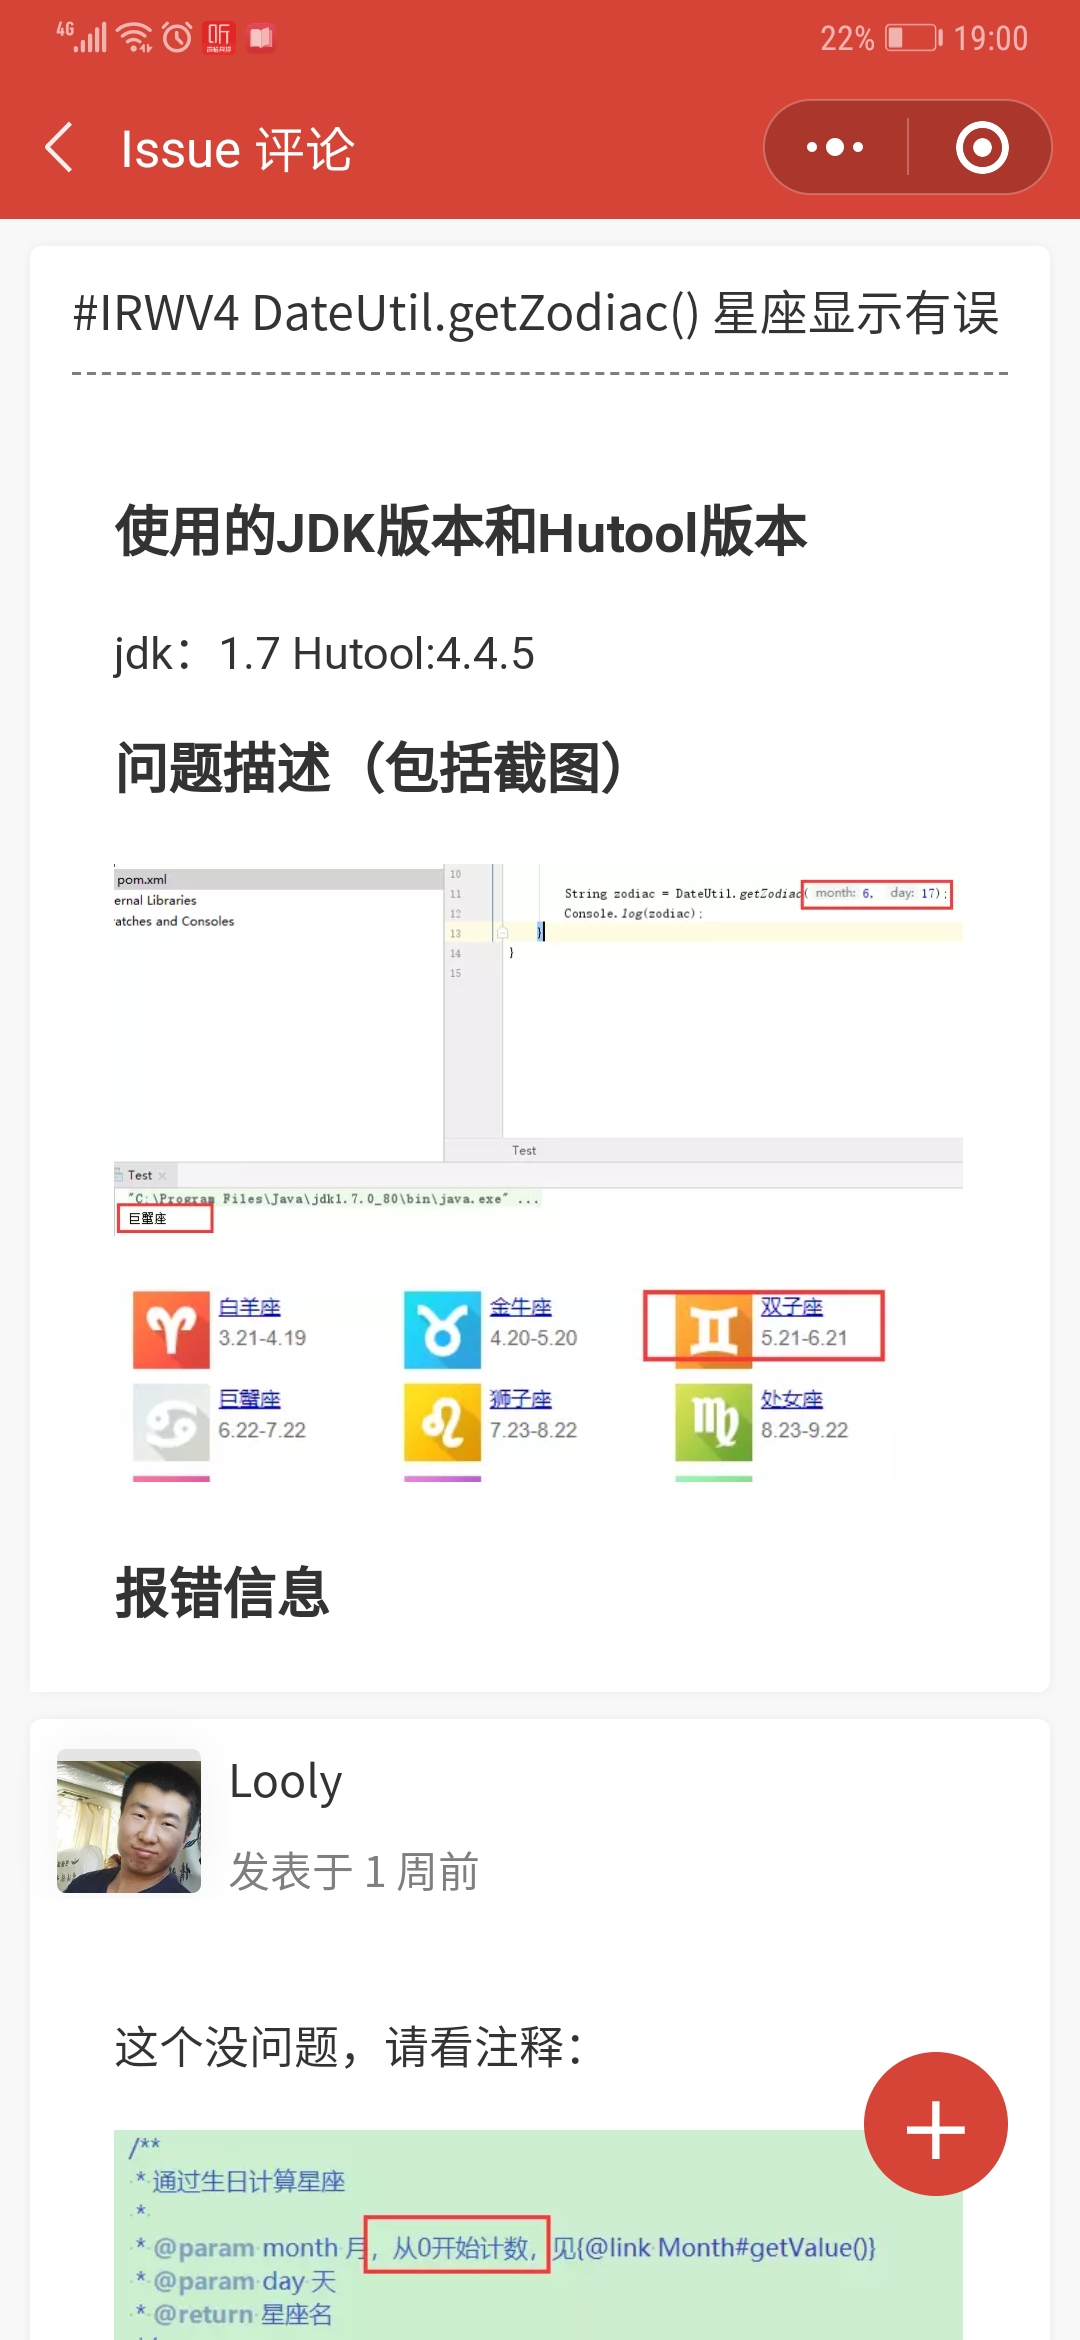 4G 22% 19:00
Issue 评论
#IRWV4 DateUtil.getZodiac() 星座显示有误
使用的JDK版本和Hutool版本
jdk：1.7 Hutool:4.4.5
问题描述（包括截图）
pom.xml
ernal Libraries
atches and Consoles
10
11 String zodiac = DateUtil.getZodiac( month: 6, day: 17);
12 Console.log(zodiac);
13 }
14 }
15
Test
Test
"C:\Program Files\Java\jdk1.7.0_80\bin\java.exe" ...
巨蟹座
白羊座 金牛座 双子座
3.21-4.19 4.20-5.20 5.21-6.21
巨蟹座 狮子座 处女座
6.22-7.22 7.23-8.22 8.23-9.22
报错信息
Looly
发表于 1 周前
这个没问题，请看注释：
/**
* 通过生日计算星座
*
* @param month 月，从0开始计数，见{@link Month#getValue()}
* @param day 天
* @return 星座名